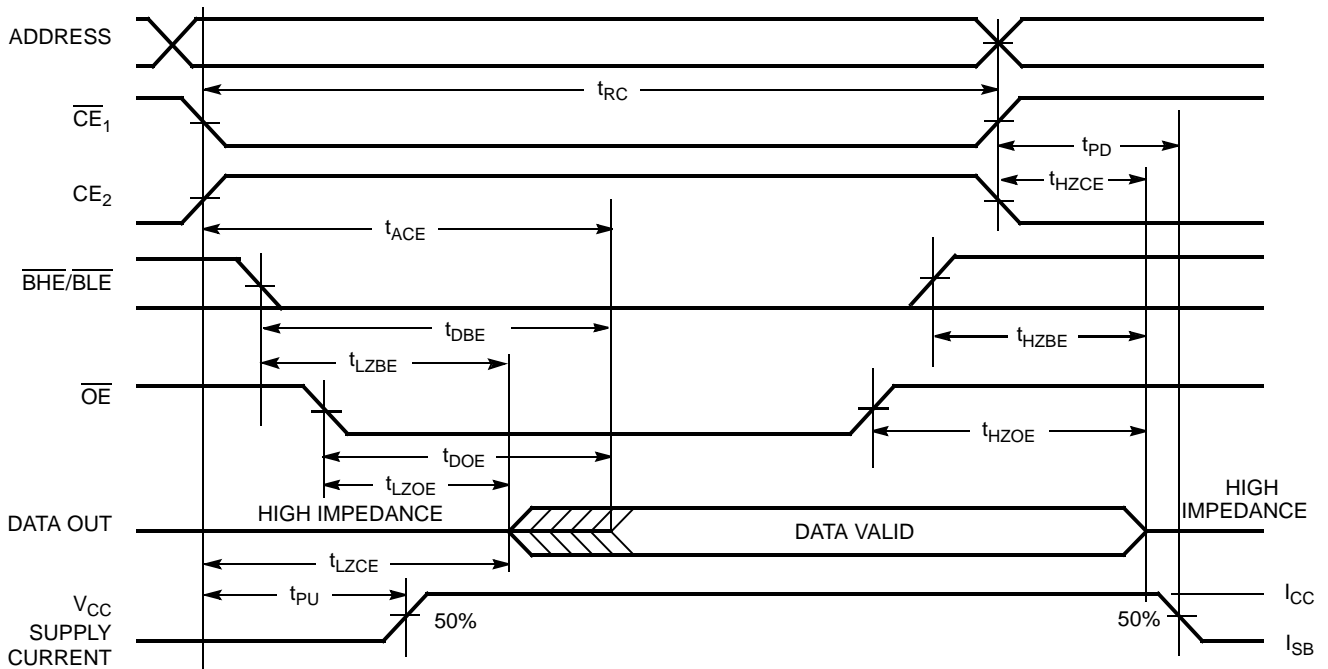 ADDRESS
tRC
CE1
tPD
tHZCE
CE2
tACE
BHE/BLE
tDBE
tHZBE
tLZBE
OE
tHZOE
tDOE
tLZOE
HIGH IMPEDANCE
HIGH
IMPEDANCE
DATA OUT
DATA VALID
tLZCE
tPU
VCC
SUPPLY
CURRENT
50%
50%
ICC
ISB